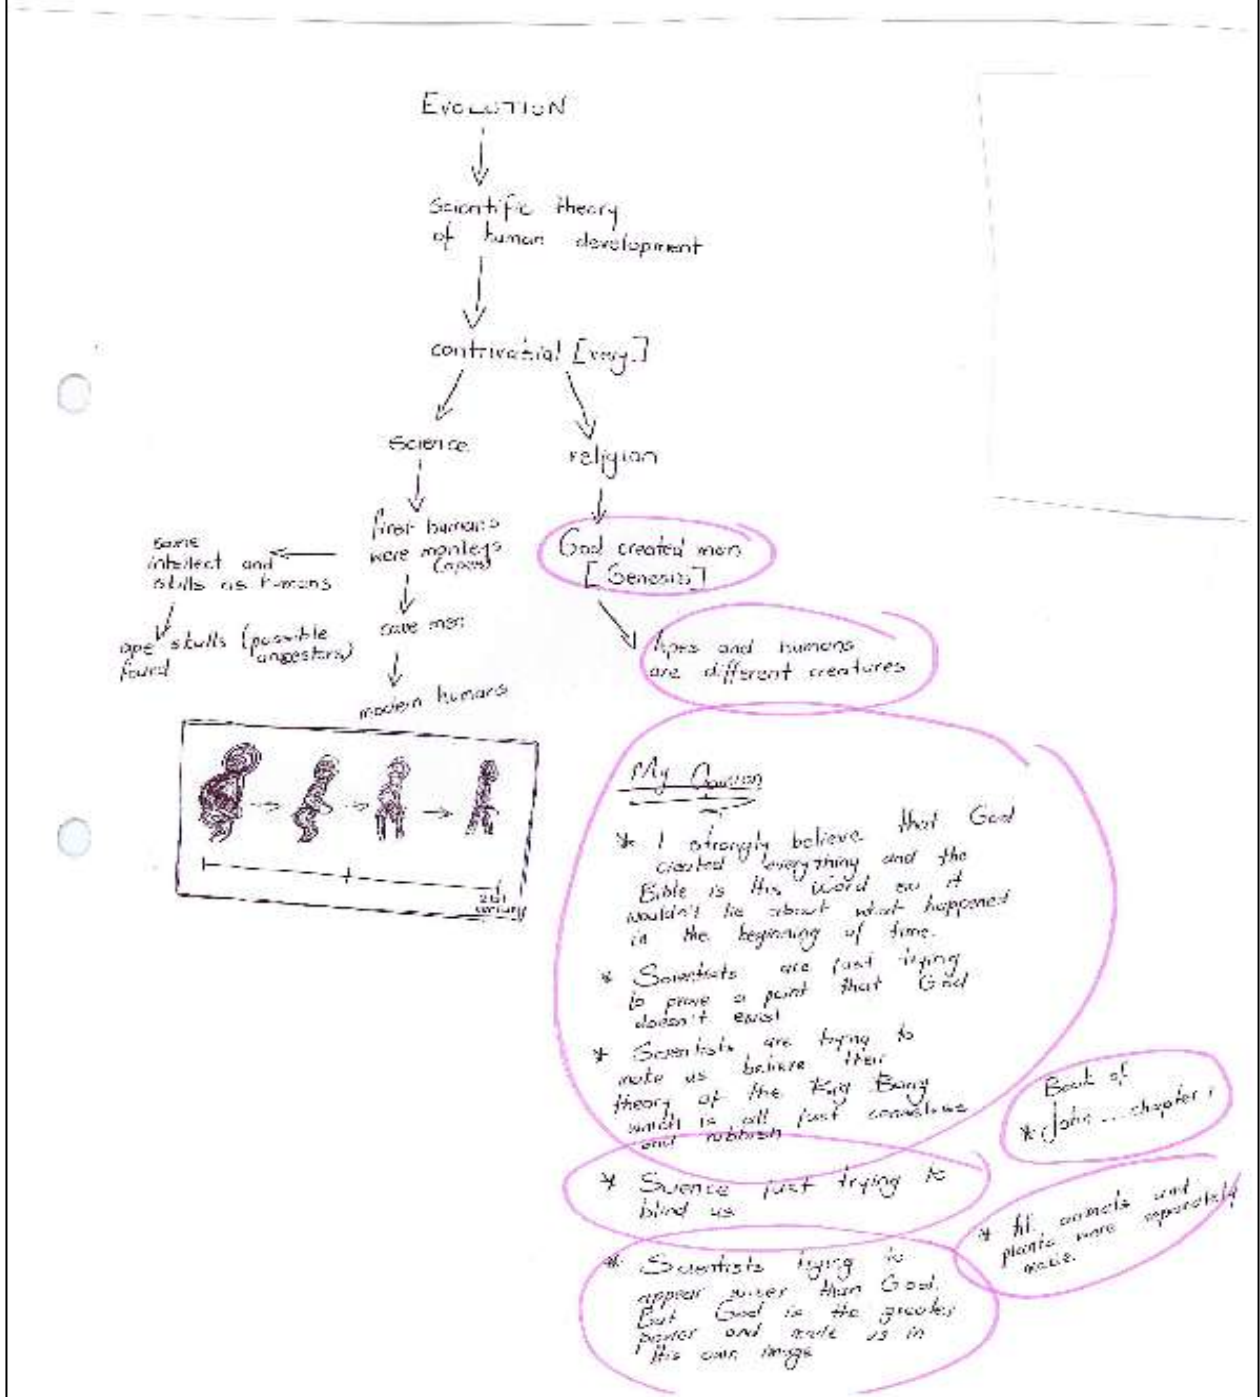 EVOLUTION
Scientific theory
of human development
contrivatial [very]
science
religion
first humans
were monkeys
(apes)
same
intellect and
skills as humans
ape skulls (possible
ancestors)
found
cave men
modern humans
21st
century
God created man
[Genesis]
Apes and humans
are different creatures
My Opinion
* I strongly believe that God
created everything and the
Bible is His Word so it
wouldn't lie about what happened
in the beginning of time.
* Scientists are just trying
to prove a point that God
doesn't exist
* Scientists are trying to
make us believe their
theory of the Big Bang
which is all just
and rubbish
* Science just trying to
blind us
* Scientists trying to
appear wiser than God.
But God is the greater
power and made us in
His own image
Book of
* John ... chapter 1
* All animals and
plants were separately
made.